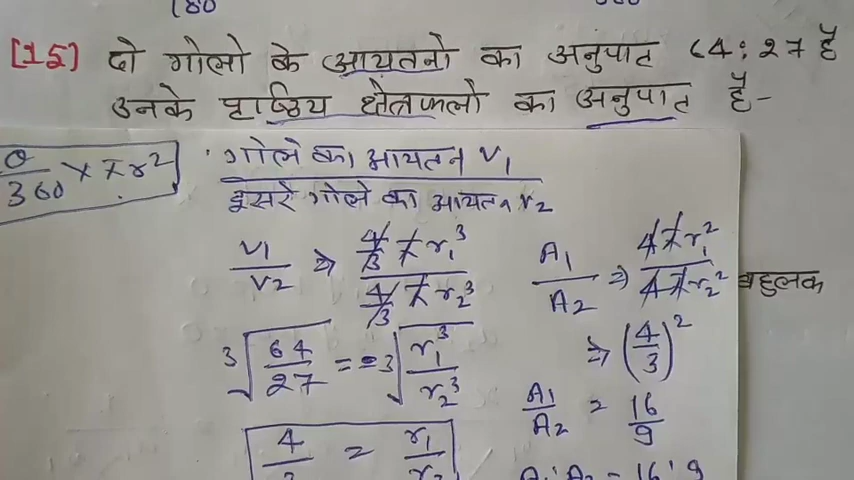 180
[15] दो गोलो के आयतनो का अनुपात 64:27 है
उनके पृाष्ठिय क्षेत्रफलो का अनुपात है-
θ/360 × πr²
गोले का आयतन V₁
दूसरे गोले का आयतन V₂
V₁/V₂ ⇒ 4/3 πr₁³ / 4/3 πr₂³
A₁/A₂ ⇒ 4πr₁² / 4πr₂²
बहुलक
³√64/27 = = ³√r₁³/r₂³
⇒ (4/3)²
A₁/A₂ = 16/9
4/3 = r₁/r₂
A₁:A₂ = 16:9